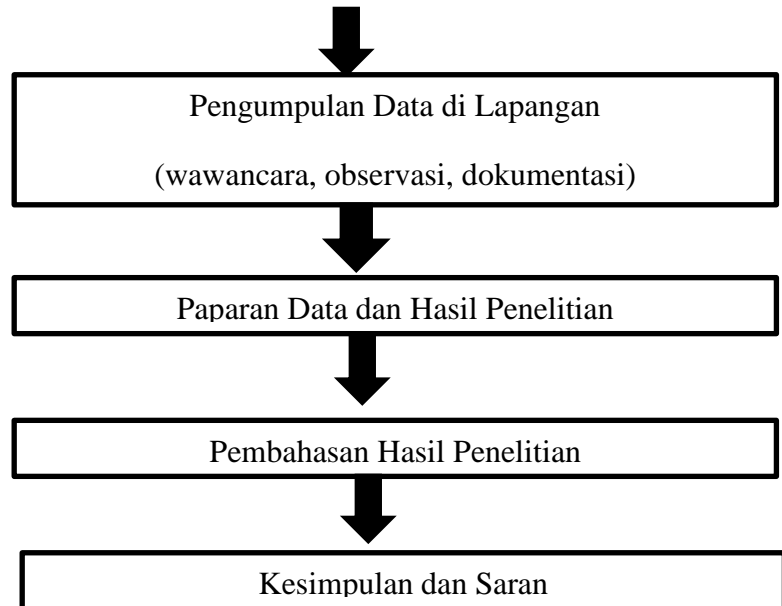 Pengumpulan Data di Lapangan
(wawancara, observasi, dokumentasi)
Paparan Data dan Hasil Penelitian
Pembahasan Hasil Penelitian
Kesimpulan dan Saran